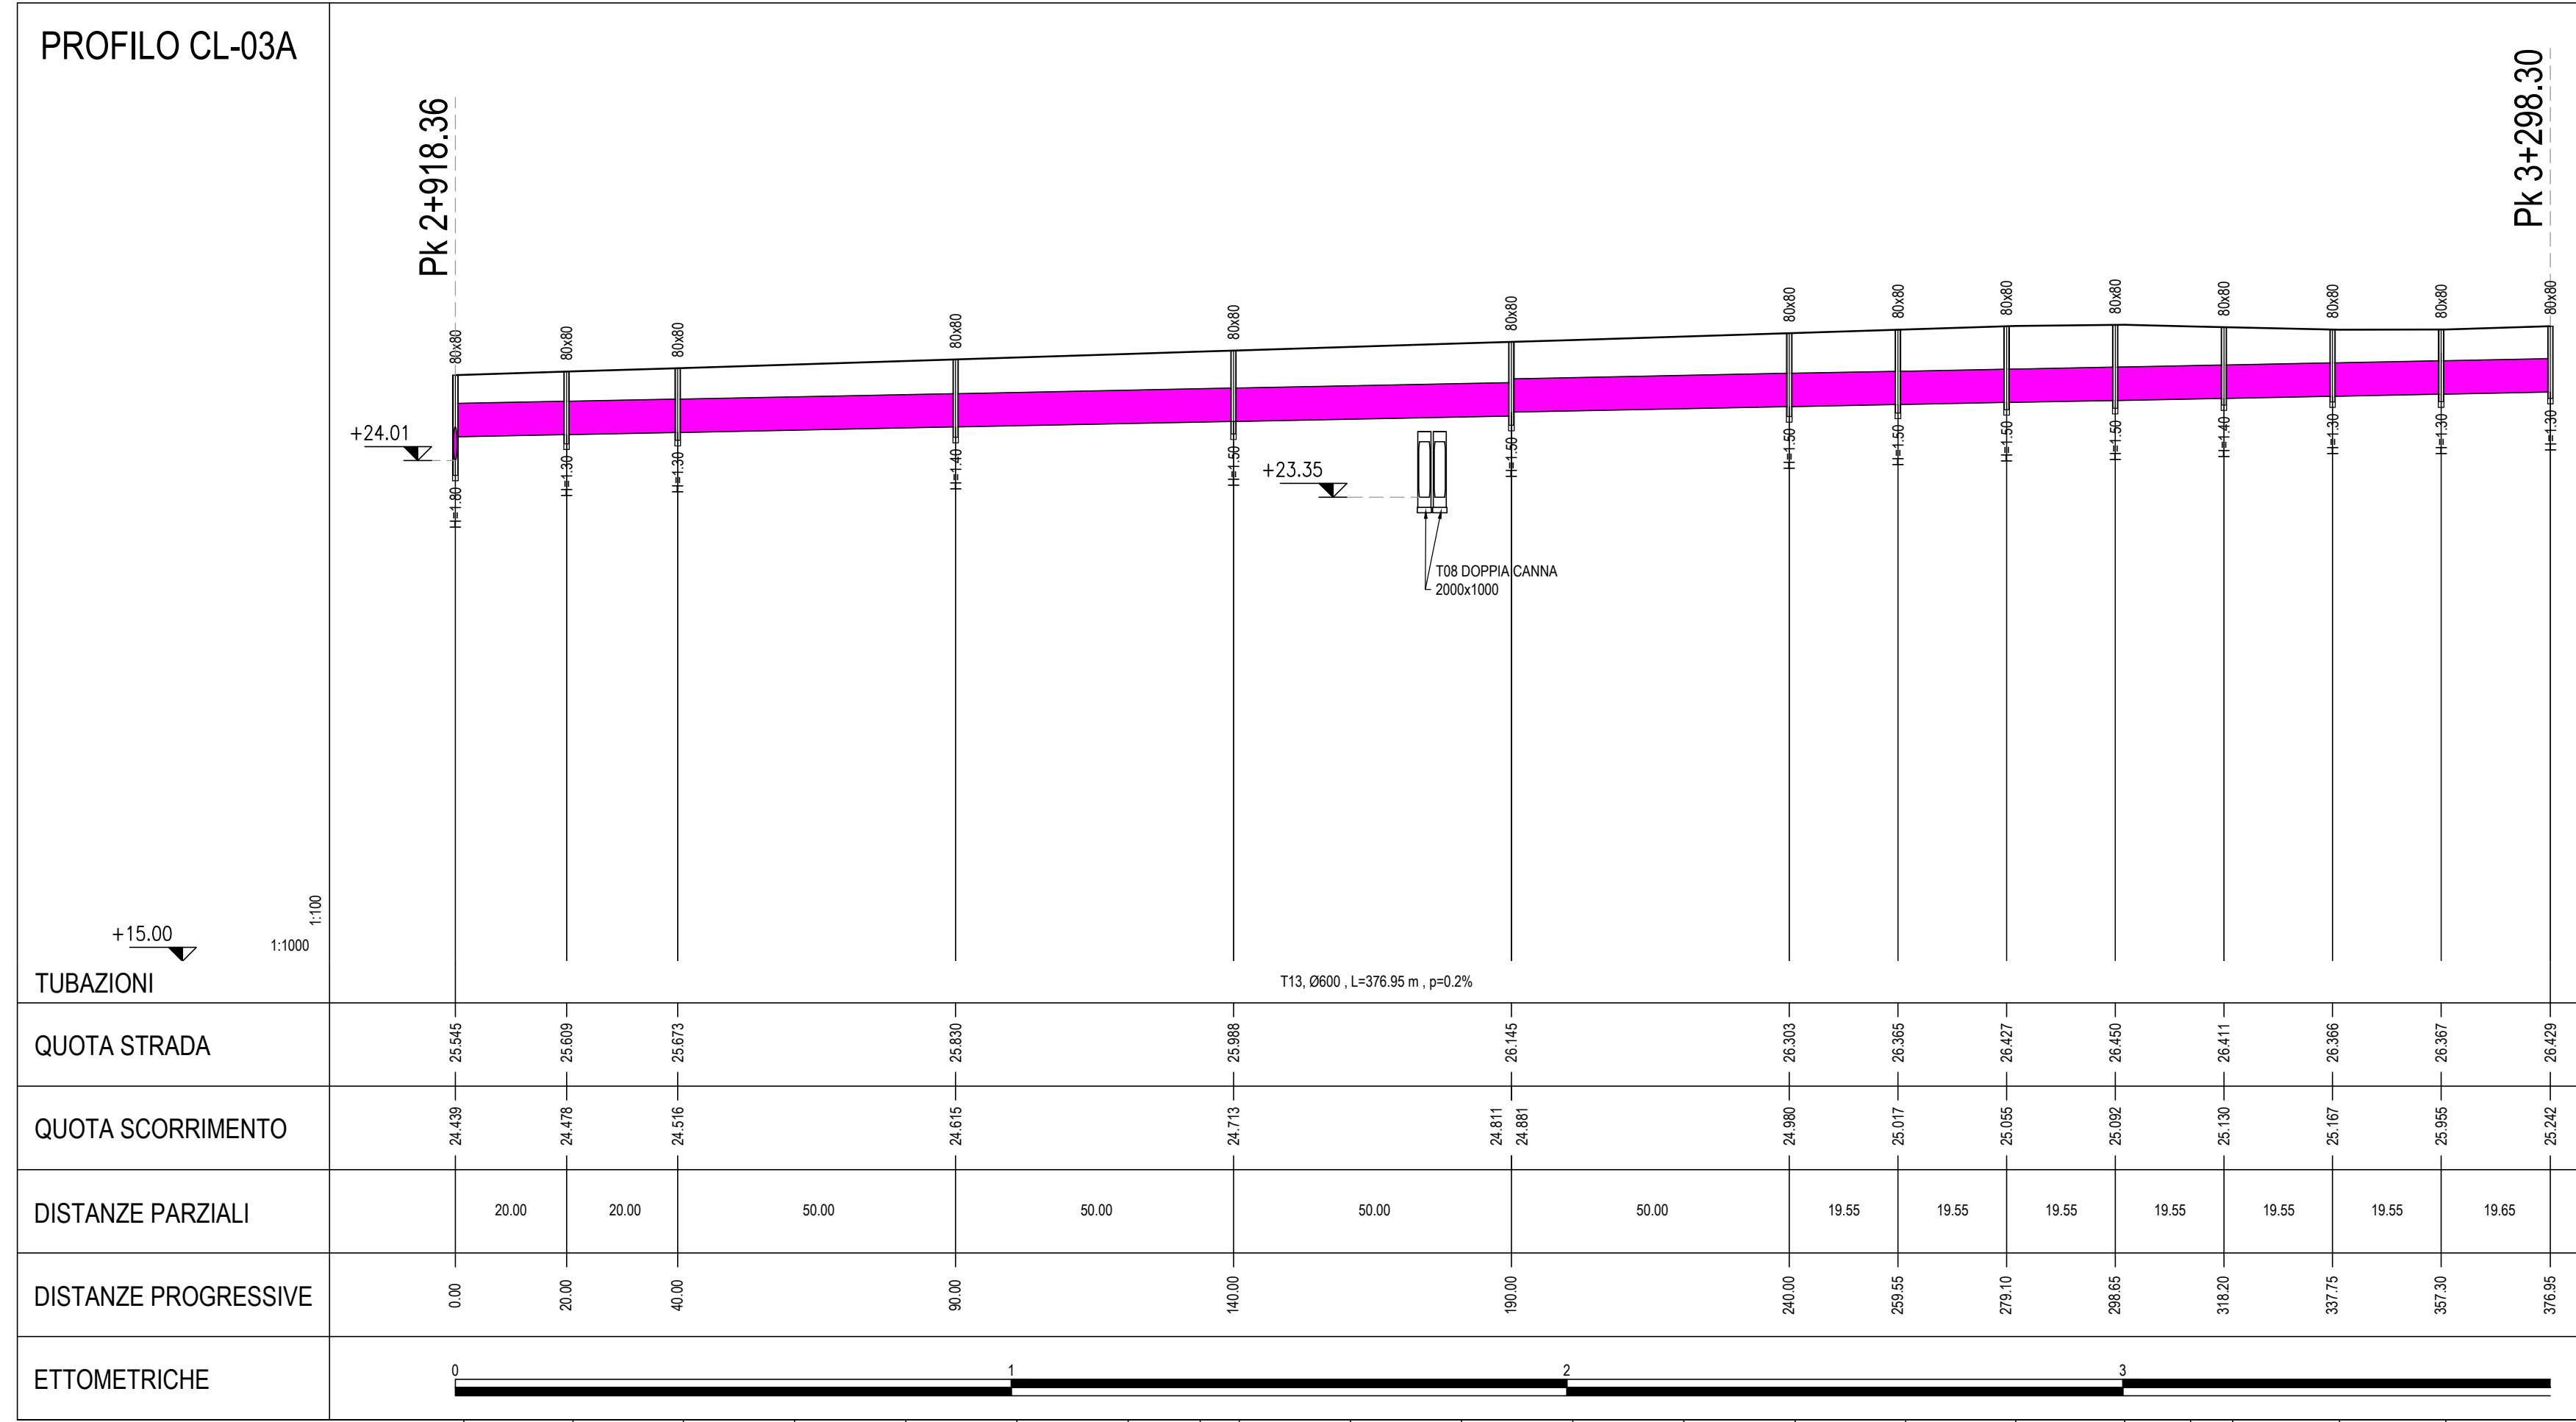 PROFILO CL-03A
Pk 2+918.36
Pk 3+298.30
80x80
80x80
80x80
80x80
80x80
80x80
80x80
80x80
80x80
80x80
80x80
80x80
80x80
80x80
+24.01
+23.35
H=1.80
H=1.30
H=1.30
H=1.40
H=1.50
H=1.50
H=1.50
H=1.50
H=1.50
H=1.50
H=1.40
H=1.30
H=1.30
H=1.30
T08 DOPPIA CANNA
2000x1000
+15.00
1:1000
1:100
TUBAZIONI
T13, Ø600 , L=376.95 m , p=0.2%
QUOTA STRADA
25.545 25.609 25.673 25.830 25.988 26.145 26.303 26.365 26.427 26.450 26.411 26.366 26.367 26.429
QUOTA SCORRIMENTO
24.439 24.478 24.516 24.615 24.713 24.811 24.881 24.980 25.017 25.055 25.092 25.130 25.167 25.955 25.242
DISTANZE PARZIALI
20.00 20.00 50.00 50.00 50.00 50.00 19.55 19.55 19.55 19.55 19.55 19.55 19.65
DISTANZE PROGRESSIVE
0.00 20.00 40.00 90.00 140.00 190.00 240.00 259.55 279.10 298.65 318.20 337.75 357.30 376.95
ETTOMETRICHE
0 1 2 3